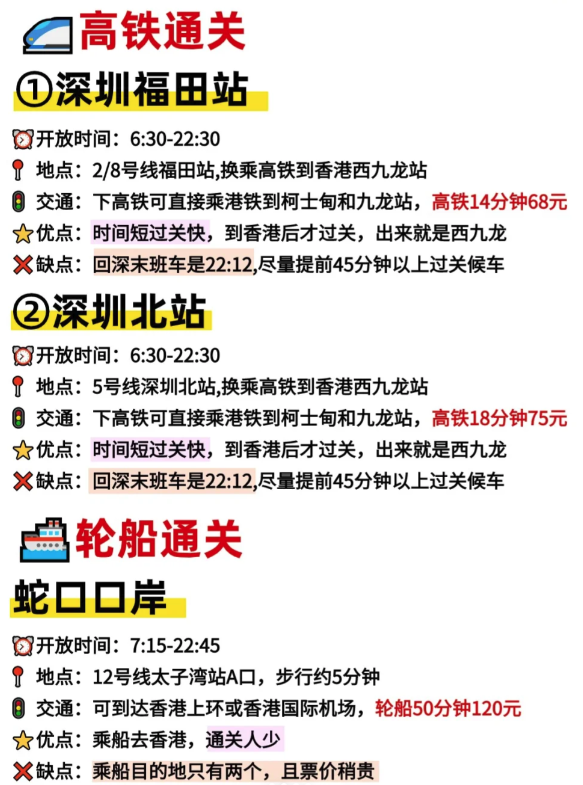 高铁通关
①深圳福田站
开放时间：6:30-22:30
地点：2/8号线福田站,换乘高铁到香港西九龙站
交通：下高铁可直接乘港铁到柯士甸和九龙站，高铁14分钟68元
优点：时间短过关快，到香港后才过关，出来就是西九龙
缺点：回深末班车是22:12,尽量提前45分钟以上过关候车
②深圳北站
开放时间：6:30-22:30
地点：5号线深圳北站,换乘高铁到香港西九龙站
交通：下高铁可直接乘港铁到柯士甸和九龙站，高铁18分钟75元
优点：时间短过关快，到香港后才过关，出来就是西九龙
缺点：回深末班车是22:12,尽量提前45分钟以上过关候车
轮船通关
蛇口口岸
开放时间：7:15-22:45
地点：12号线太子湾站A口，步行约5分钟
交通：可到达香港上环或香港国际机场，轮船50分钟120元
优点：乘船去香港，通关人少
缺点：乘船目的地只有两个，且票价稍贵